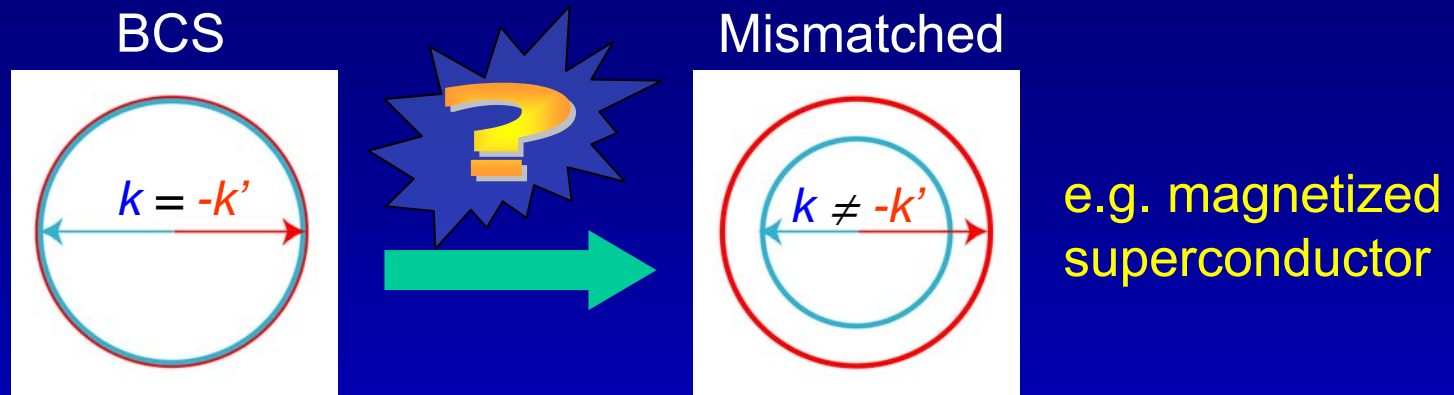 BCS
k = -k’
?
Mismatched
k ≠ -k’
e.g. magnetized
superconductor